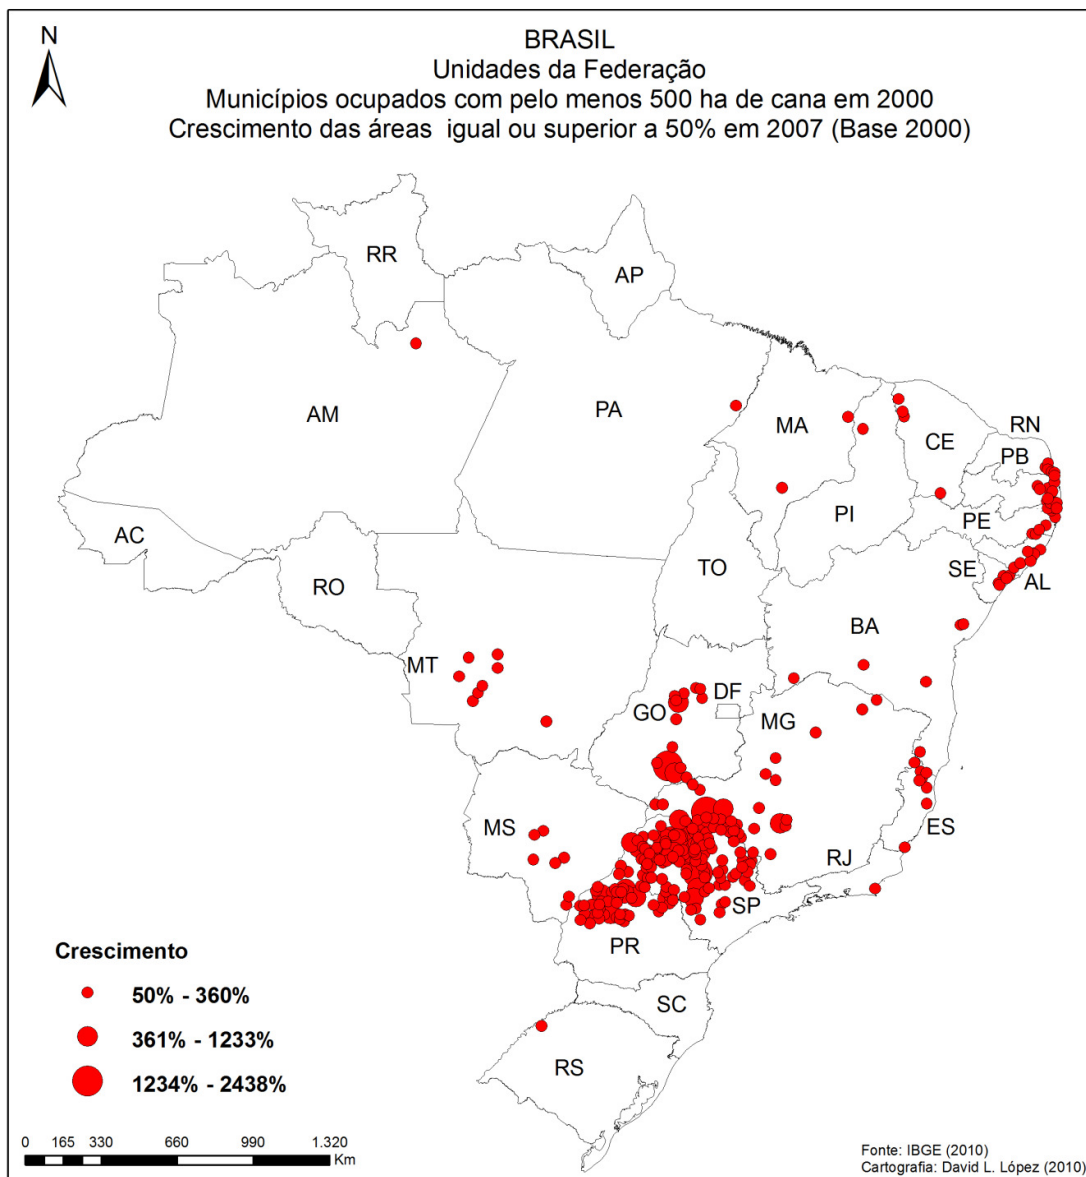 N
BRASIL
Unidades da Federação
Municípios ocupados com pelo menos 500 ha de cana em 2000
Crescimento das áreas igual ou superior a 50% em 2007 (Base 2000)
RR
AP
AM
PA
MA
CE
RN
PB
PI
PE
AC
TO
SE
AL
RO
BA
MT
DF
GO
MG
MS
ES
RJ
SP
PR
SC
RS
Crescimento
50% - 360%
361% - 1233%
1234% - 2438%
0 165 330 660 990 1.320
Km
Fonte: IBGE (2010)
Cartografia: David L. López (2010)